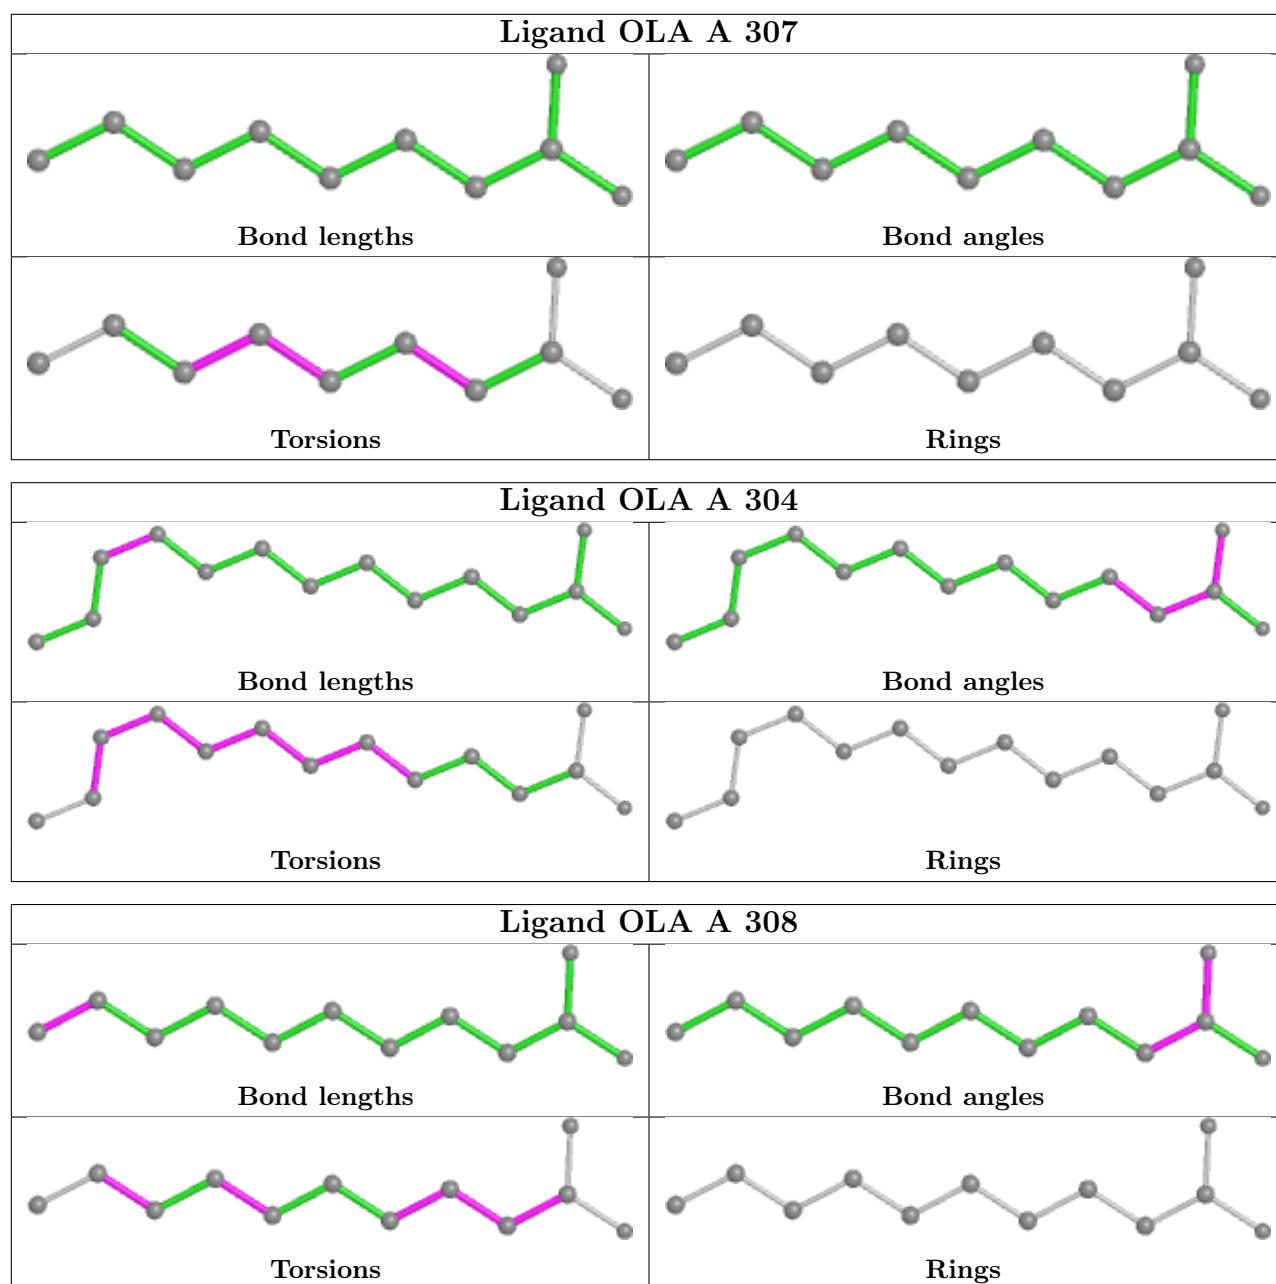 Ligand OLA A 307
Bond lengths
Bond angles
Torsions
Rings
Ligand OLA A 304
Bond lengths
Bond angles
Torsions
Rings
Ligand OLA A 308
Bond lengths
Bond angles
Torsions
Rings